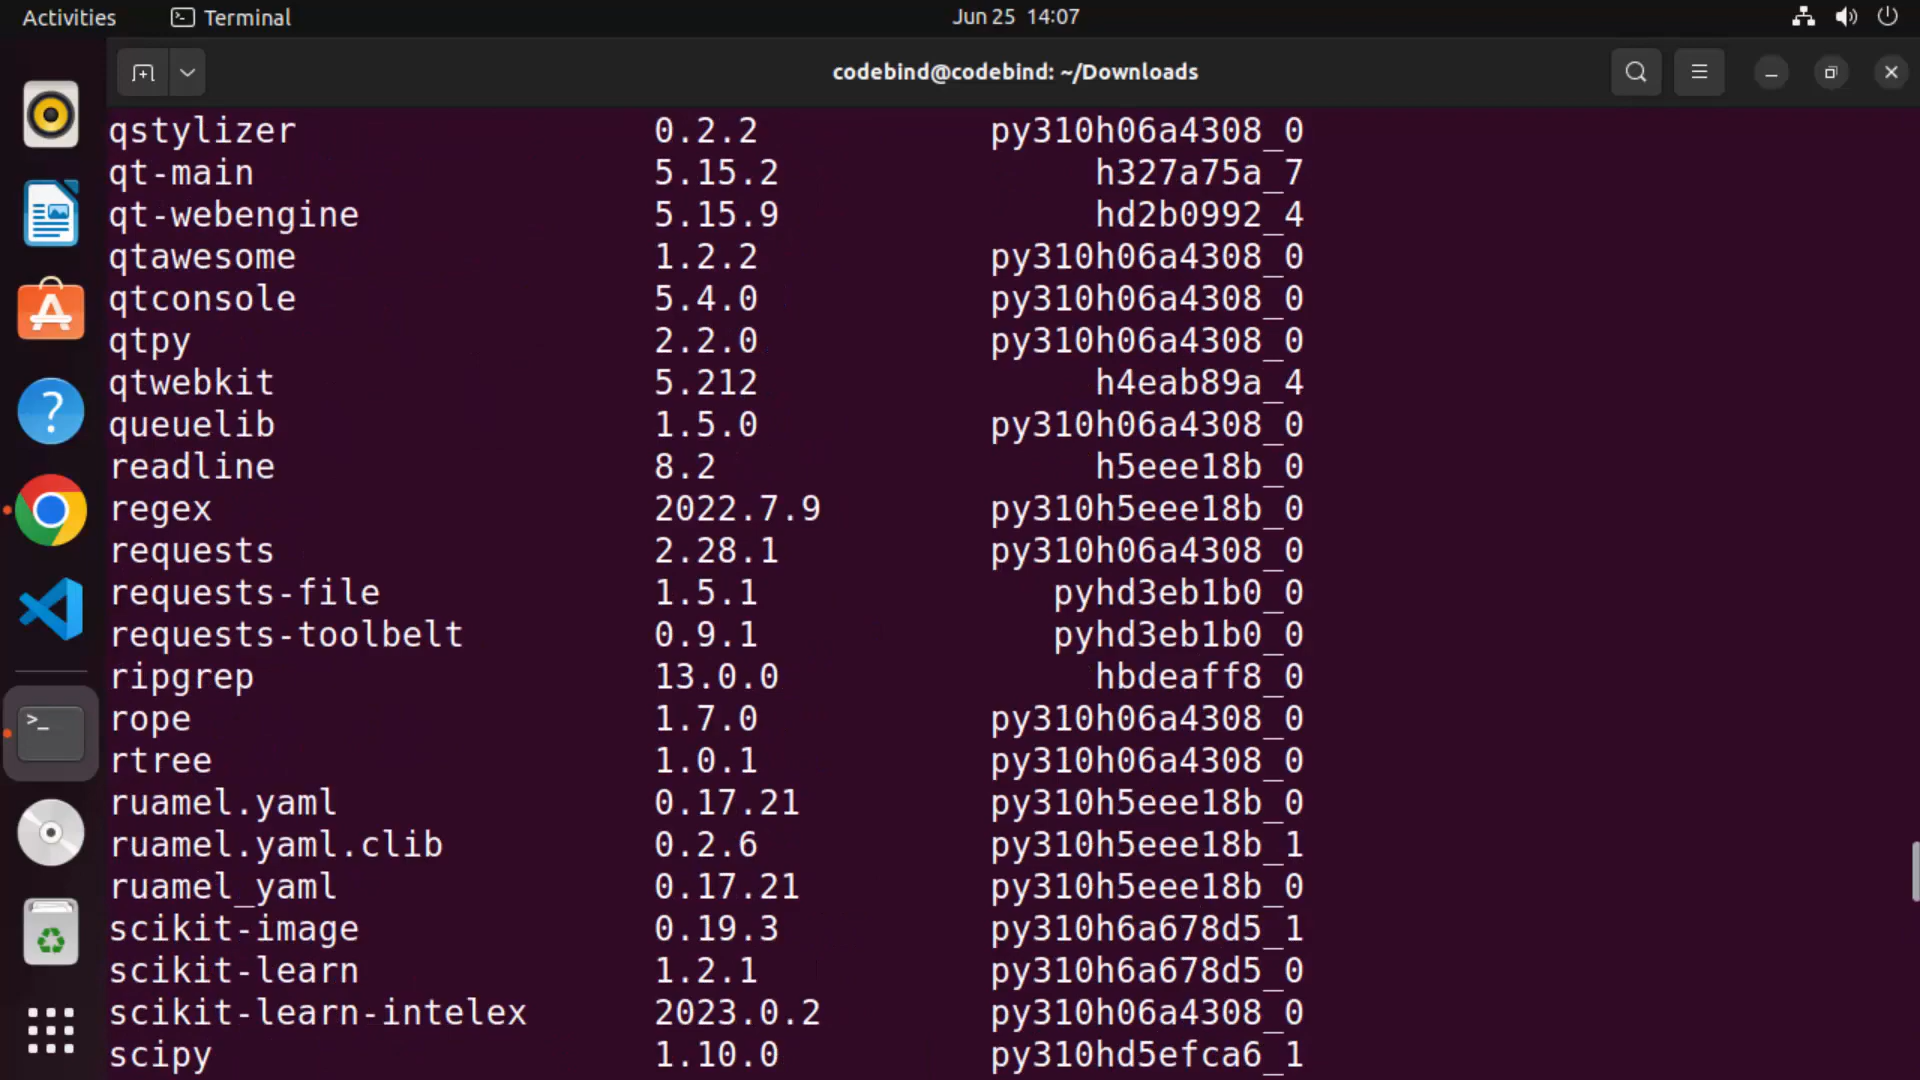 Activities Terminal Jun 25 14:07
codebind@codebind: ~/Downloads
qstylizer 0.2.2 py310h06a4308_0
qt-main 5.15.2 h327a75a_7
qt-webengine 5.15.9 hd2b0992_4
qtawesome 1.2.2 py310h06a4308_0
qtconsole 5.4.0 py310h06a4308_0
qtpy 2.2.0 py310h06a4308_0
qtwebkit 5.212 h4eab89a_4
queuelib 1.5.0 py310h06a4308_0
readline 8.2 h5eee18b_0
regex 2022.7.9 py310h5eee18b_0
requests 2.28.1 py310h06a4308_0
requests-file 1.5.1 pyhd3eb1b0_0
requests-toolbelt 0.9.1 pyhd3eb1b0_0
ripgrep 13.0.0 hbdeaff8_0
rope 1.7.0 py310h06a4308_0
rtree 1.0.1 py310h06a4308_0
ruamel.yaml 0.17.21 py310h5eee18b_0
ruamel.yaml.clib 0.2.6 py310h5eee18b_1
ruamel_yaml 0.17.21 py310h5eee18b_0
scikit-image 0.19.3 py310h6a678d5_1
scikit-learn 1.2.1 py310h6a678d5_0
scikit-learn-intelex 2023.0.2 py310h06a4308_0
scipy 1.10.0 py310hd5efca6_1